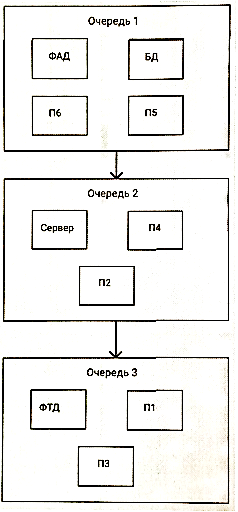 Очередь 1
ФАД БД
П6 П5
Очередь 2
Сервер П4
П2
Очередь 3
ФТД П1
П3